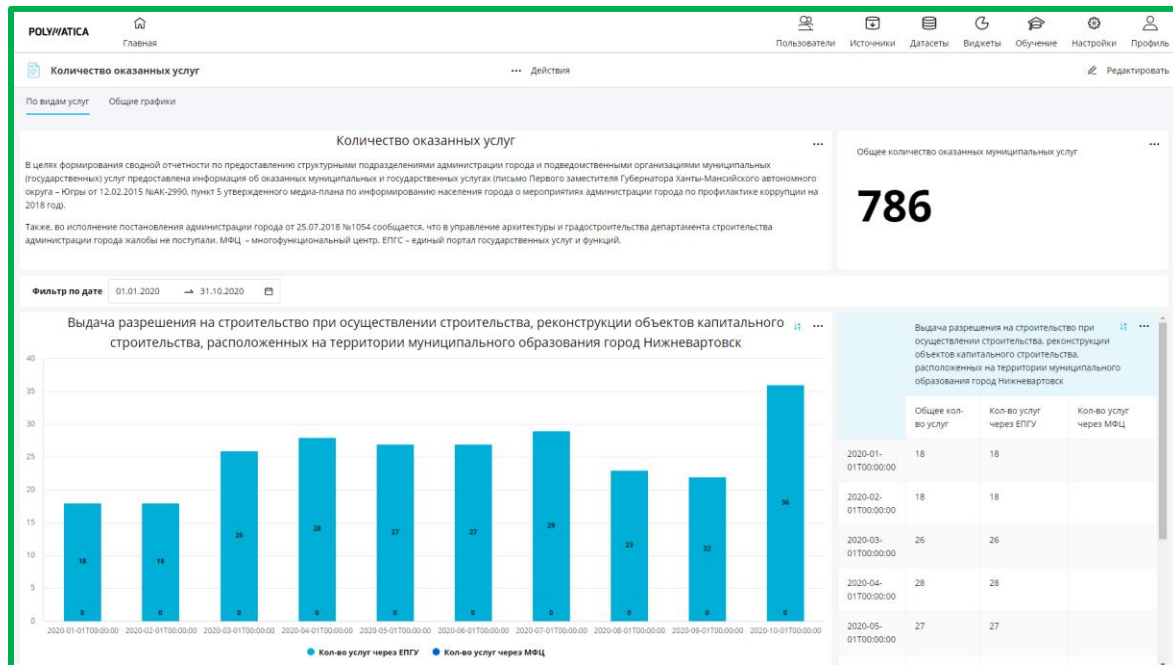 POLYMATICA
Главная
Пользователи
Источники
Датасеты
Виджеты
Обучение
Настройки
Профиль
Количество оказанных услуг
••• Действия
Редактировать
По видам услуг
Общие графики
Количество оказанных услуг
В целях формирования сводной отчетности по предоставлению структурными подразделениями администрации города и подведомственными организациями муниципальных
(государственных) услуг предоставлена информация об оказанных муниципальных и государственных услугах (письмо Первого заместителя Губернатора Ханты-Мансийского автономного
округа – Югры от 12.02.2015 №АК-2990, пункт 5 утвержденного медиа-плана по информированию населения города о мероприятиях администрации города по профилактике коррупции на
2018 год).
Также, во исполнение постановления администрации города от 25.07.2018 №1054 сообщается, что в управление архитектуры и градостроительства департамента строительства
администрации города жалобы не поступали. МФЦ – многофункциональный центр. ЕПГС – единый портал государственных услуг и функций.
Общее количество оказанных муниципальных услуг
786
Фильтр по дате 01.01.2020 → 31.10.2020
Выдача разрешения на строительство при осуществлении строительства, реконструкции объектов капитального
строительства, расположенных на территории муниципального образования город Нижневартовск
40
35
30
25
20
15
10
5
0
18 18 26 28 27 27 29 23 22 36
0 0 0 0 0 0 0 0 0 0
2020-01-01T00:00:00 2020-02-01T00:00:00 2020-03-01T00:00:00 2020-04-01T00:00:00 2020-05-01T00:00:00 2020-06-01T00:00:00 2020-07-01T00:00:00 2020-08-01T00:00:00 2020-09-01T00:00:00 2020-10-01T00:00:00
Кол-во услуг через ЕПГУ Кол-во услуг через МФЦ
Выдача разрешения на строительство при
осуществлении строительства, реконструкции
объектов капитального строительства,
расположенных на территории муниципального
образования город Нижневартовск
Общее кол- Кол-во услуг Кол-во услуг
во услуг через ЕПГУ через МФЦ
2020-01-
01T00:00:00 18 18
2020-02-
01T00:00:00 18 18
2020-03-
01T00:00:00 26 26
2020-04-
01T00:00:00 28 28
2020-05-
01T00:00:00 27 27